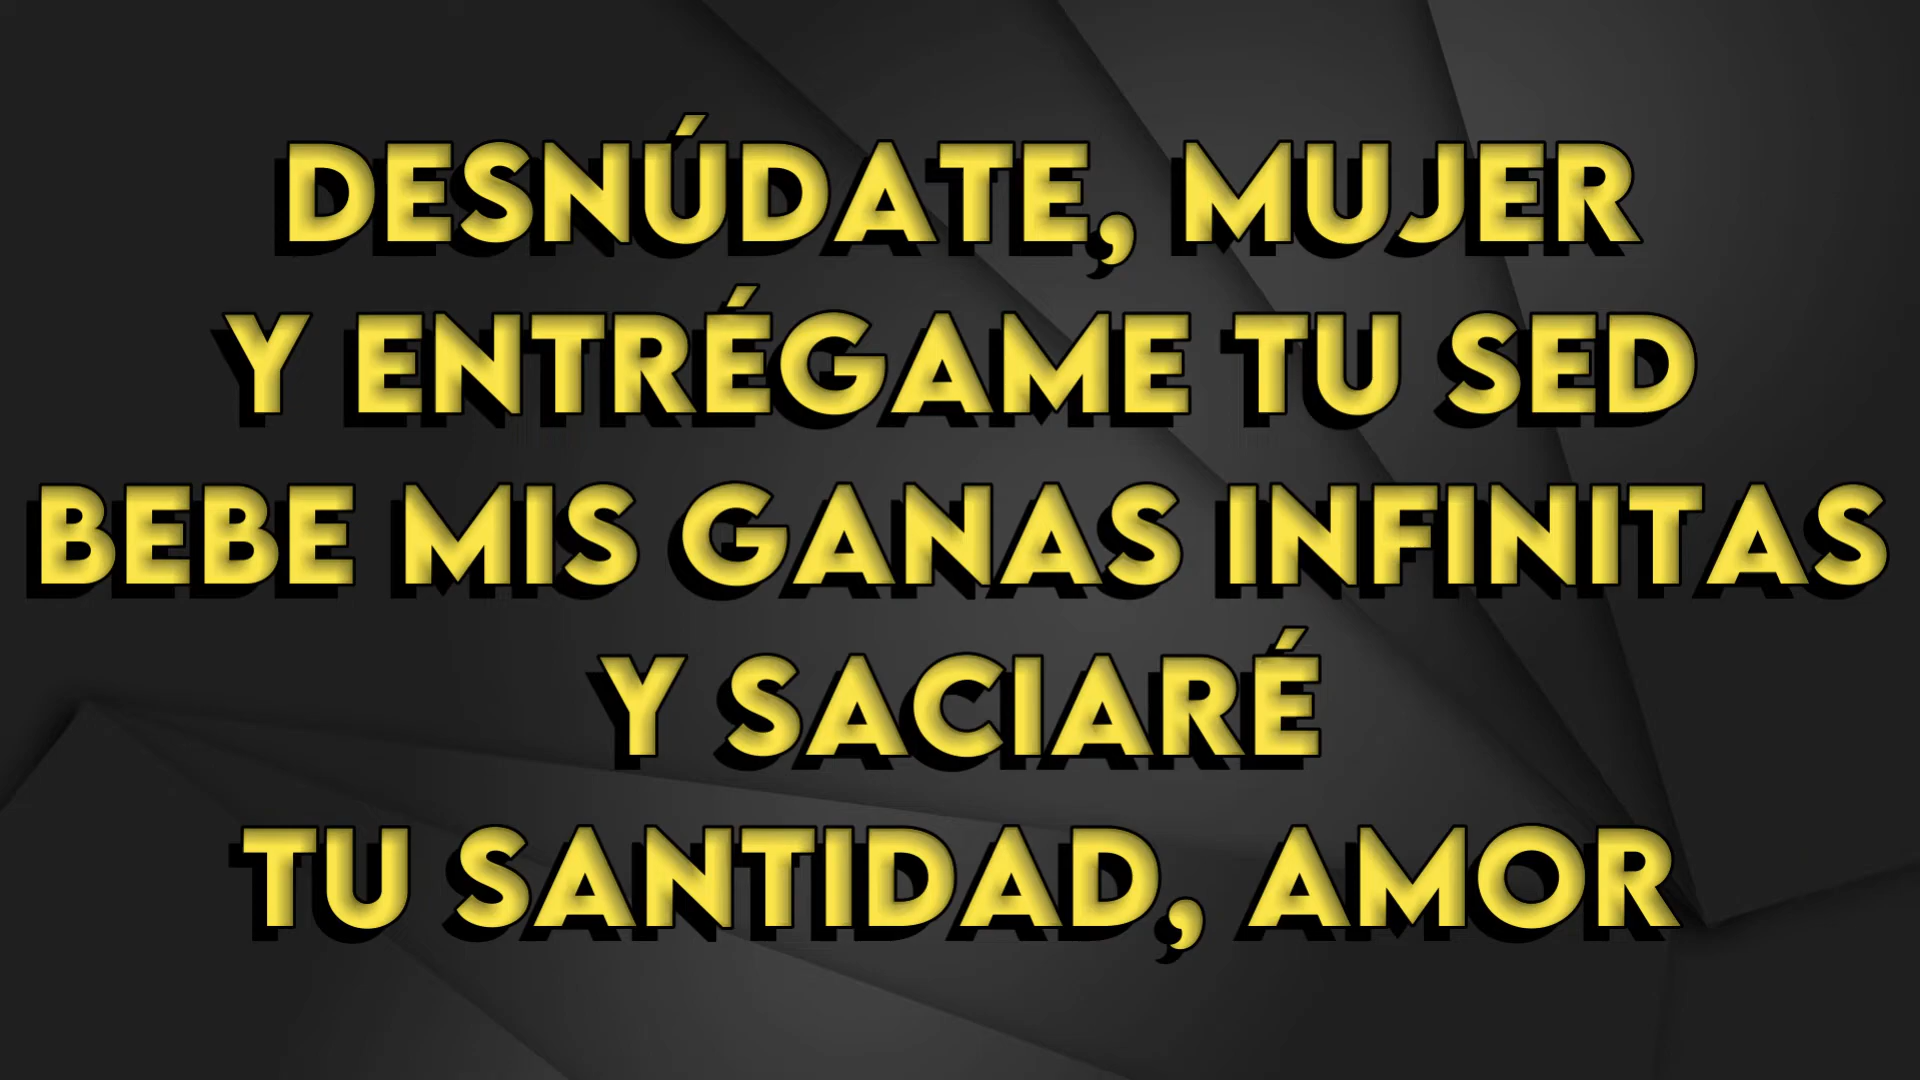 DESNÚDATE, MUJER
Y ENTRÉGAME TU SED
BEBE MIS GANAS INFINITAS
Y SACIARÉ
TU SANTIDAD, AMOR